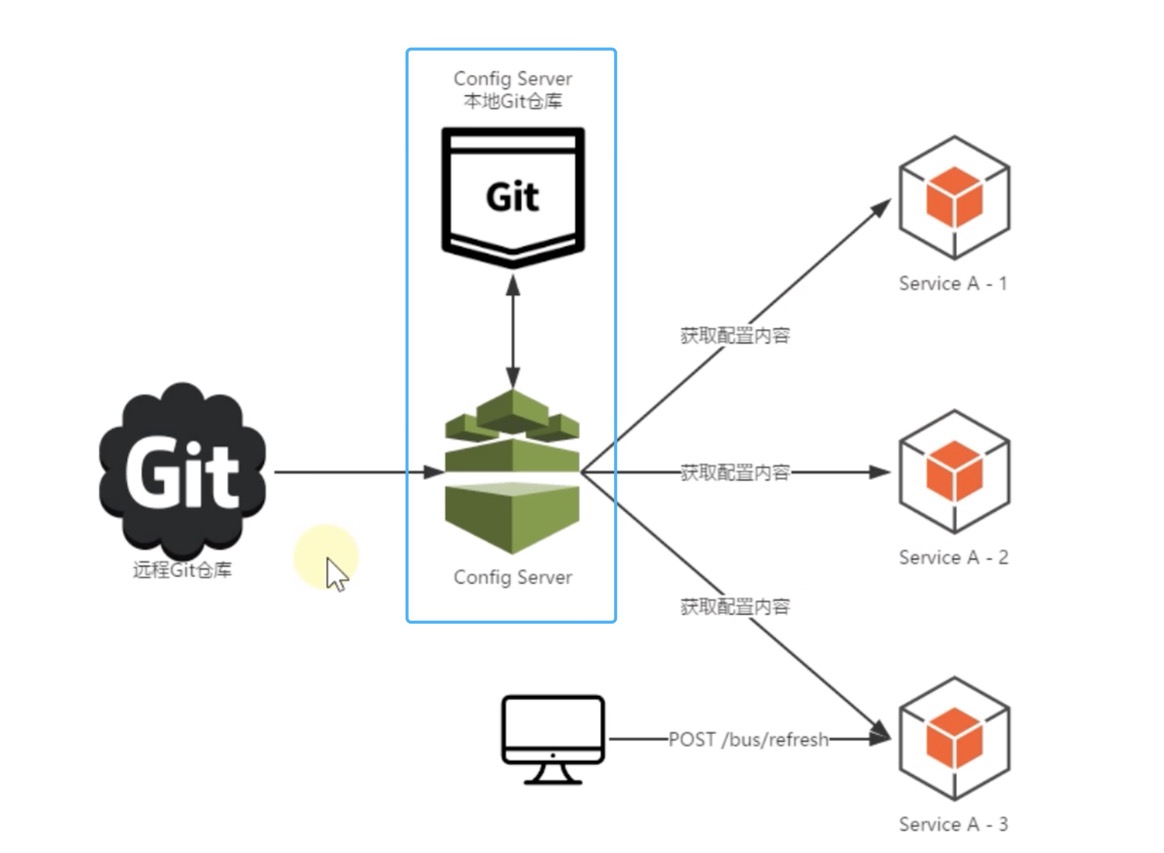 Config Server
本地Git仓库
Git
Service A - 1
获取配置内容
Git
获取配置内容
远程Git仓库
Config Server
Service A - 2
获取配置内容
POST /bus/refresh
Service A - 3